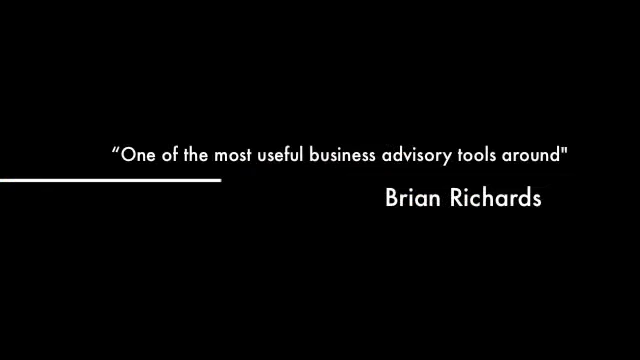 “One of the most useful business advisory tools around"
Brian Richards